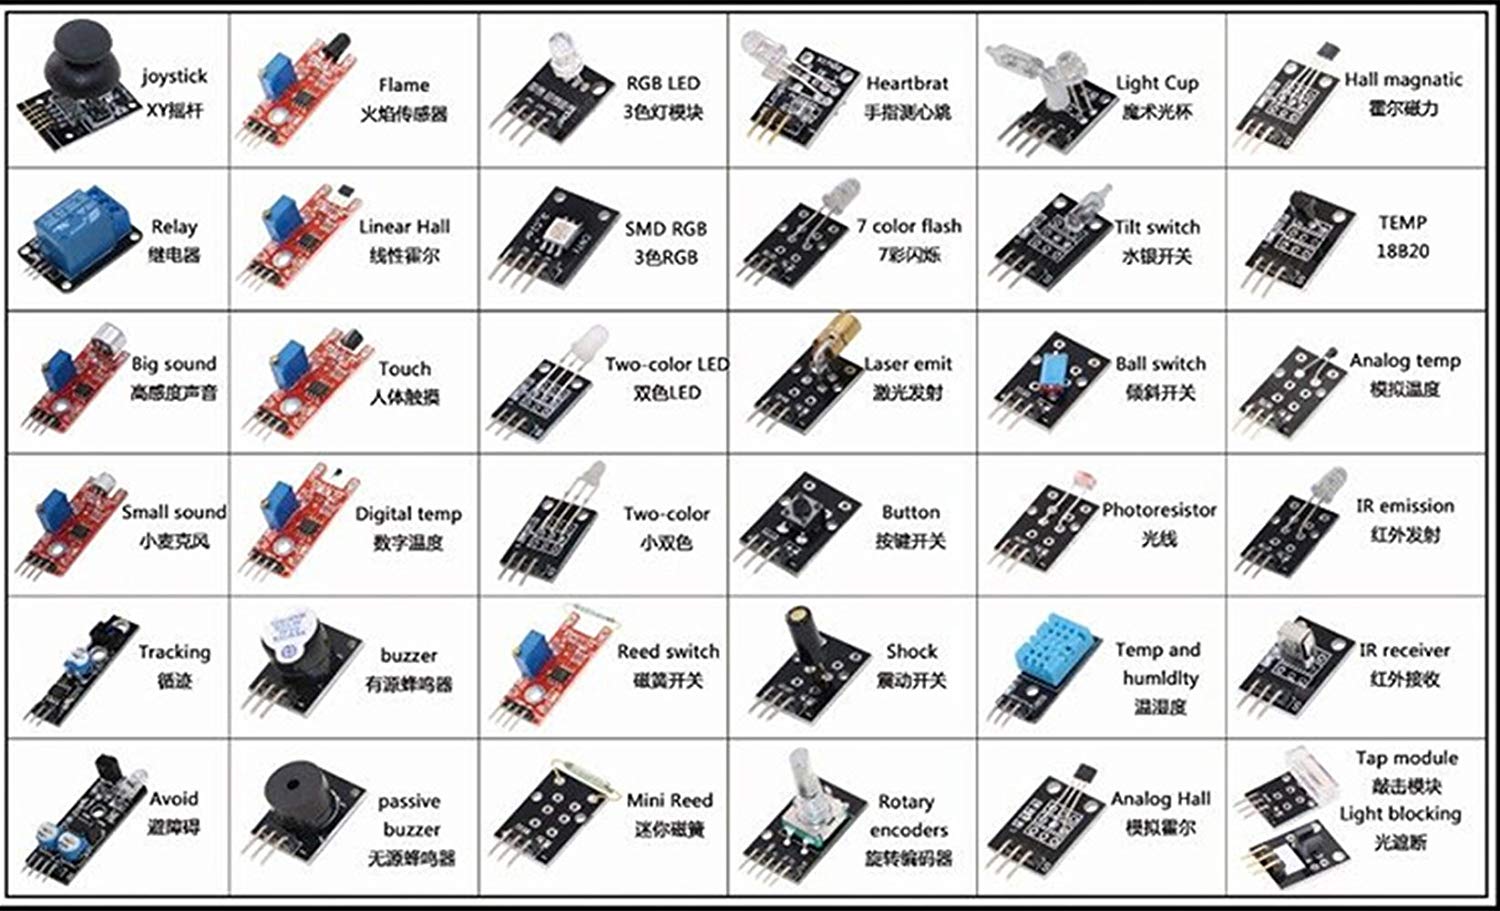 joystick
XY摇杆
Flame
火焰传感器
RGB LED
3色灯模块
Heartbrat
手指测心跳
Light Cup
魔术光杯
Hall magnatic
霍尔磁力
Relay
继电器
Linear Hall
线性霍尔
SMD RGB
3色RGB
7 color flash
7彩闪烁
Tilt switch
水银开关
TEMP
18B20
Big sound
高感度声音
Touch
人体触摸
Two-color LED
双色LED
Laser emit
激光发射
Ball switch
倾斜开关
Analog temp
模拟温度
Small sound
小麦克风
Digital temp
数字温度
Two-color
小双色
Button
按键开关
Photoresistor
光线
IR emission
红外发射
Tracking
循迹
buzzer
有源蜂鸣器
Reed switch
磁簧开关
Shock
震动开关
Temp and
humldlty
温湿度
IR receiver
红外接收
Avoid
避障碍
passive
buzzer
无源蜂鸣器
Mini Reed
迷你磁簧
Rotary
encoders
旋转编码器
Analog Hall
模拟霍尔
Tap module
敲击模块
Light blocking
光遮断